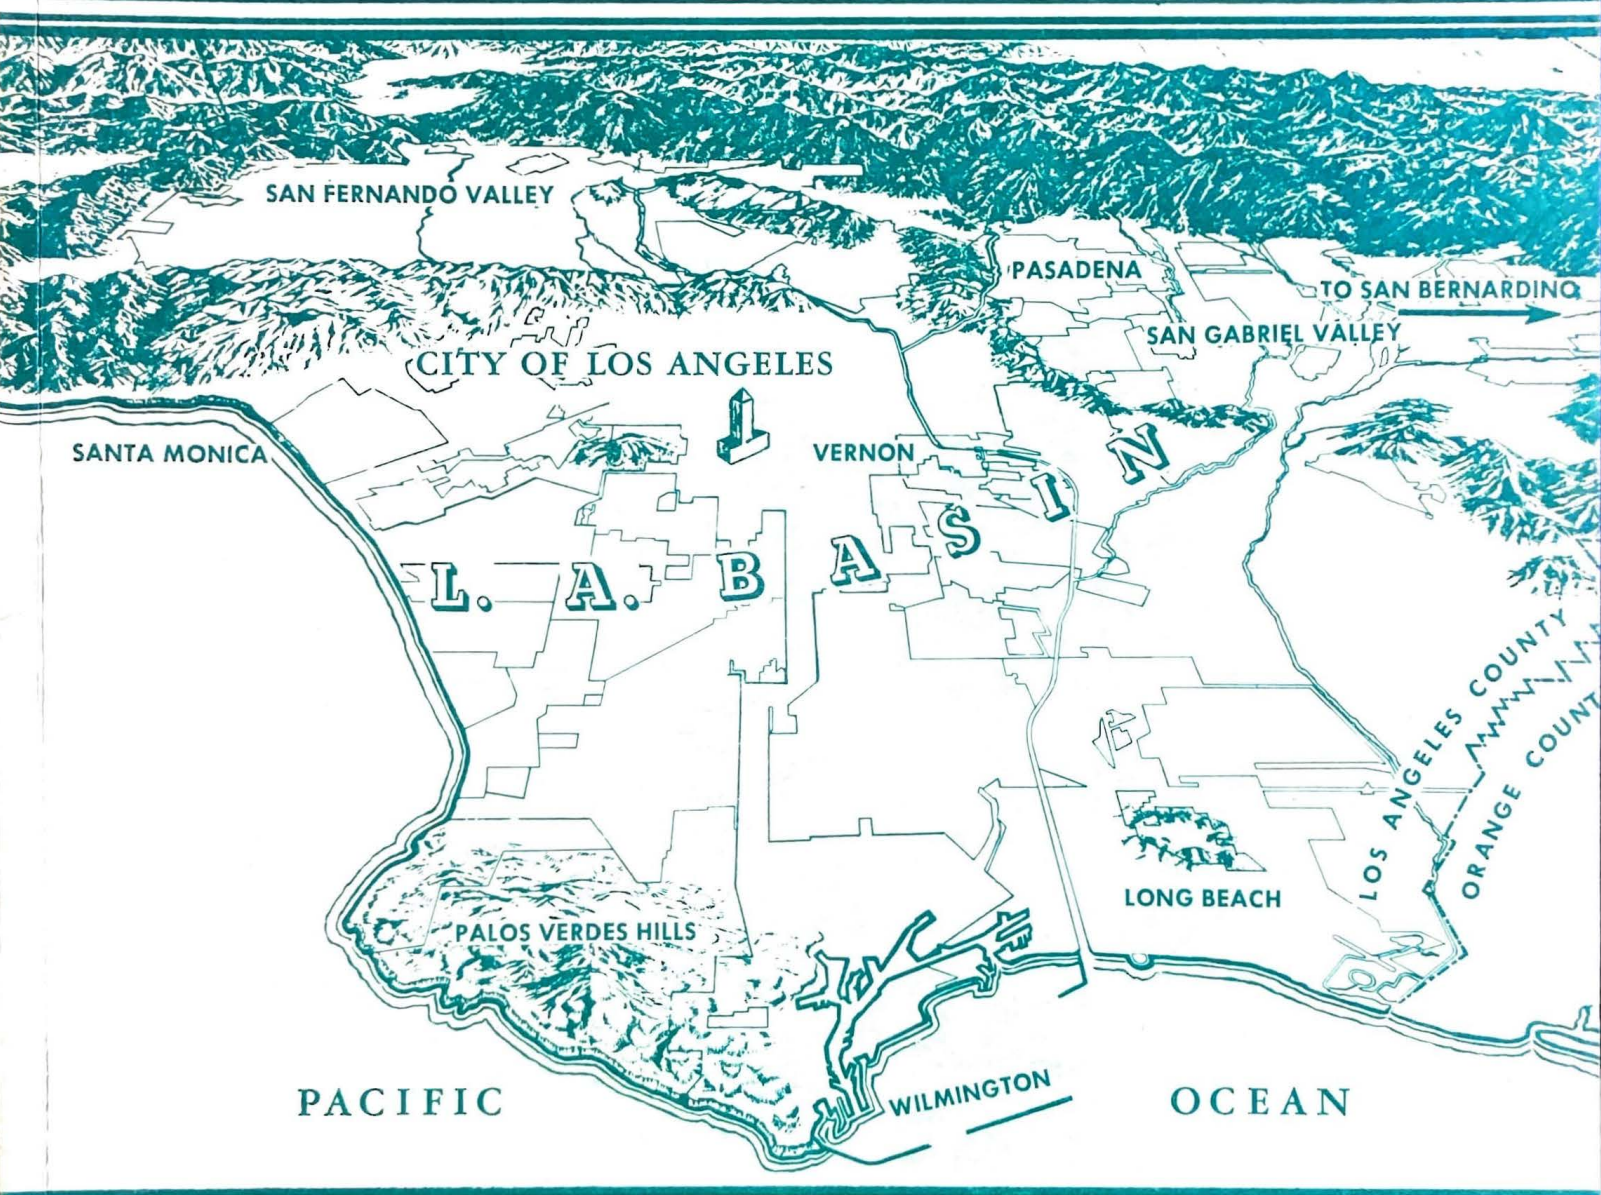 SAN FERNANDO VALLEY
PASADENA
TO SAN BERNARDINO
SAN GABRIEL VALLEY
CITY OF LOS ANGELES
SANTA MONICA
VERNON
L. A. BASIN
LOS ANGELES COUNTY
ORANGE COUNT
LONG BEACH
PALOS VERDES HILLS
WILMINGTON
PACIFIC OCEAN